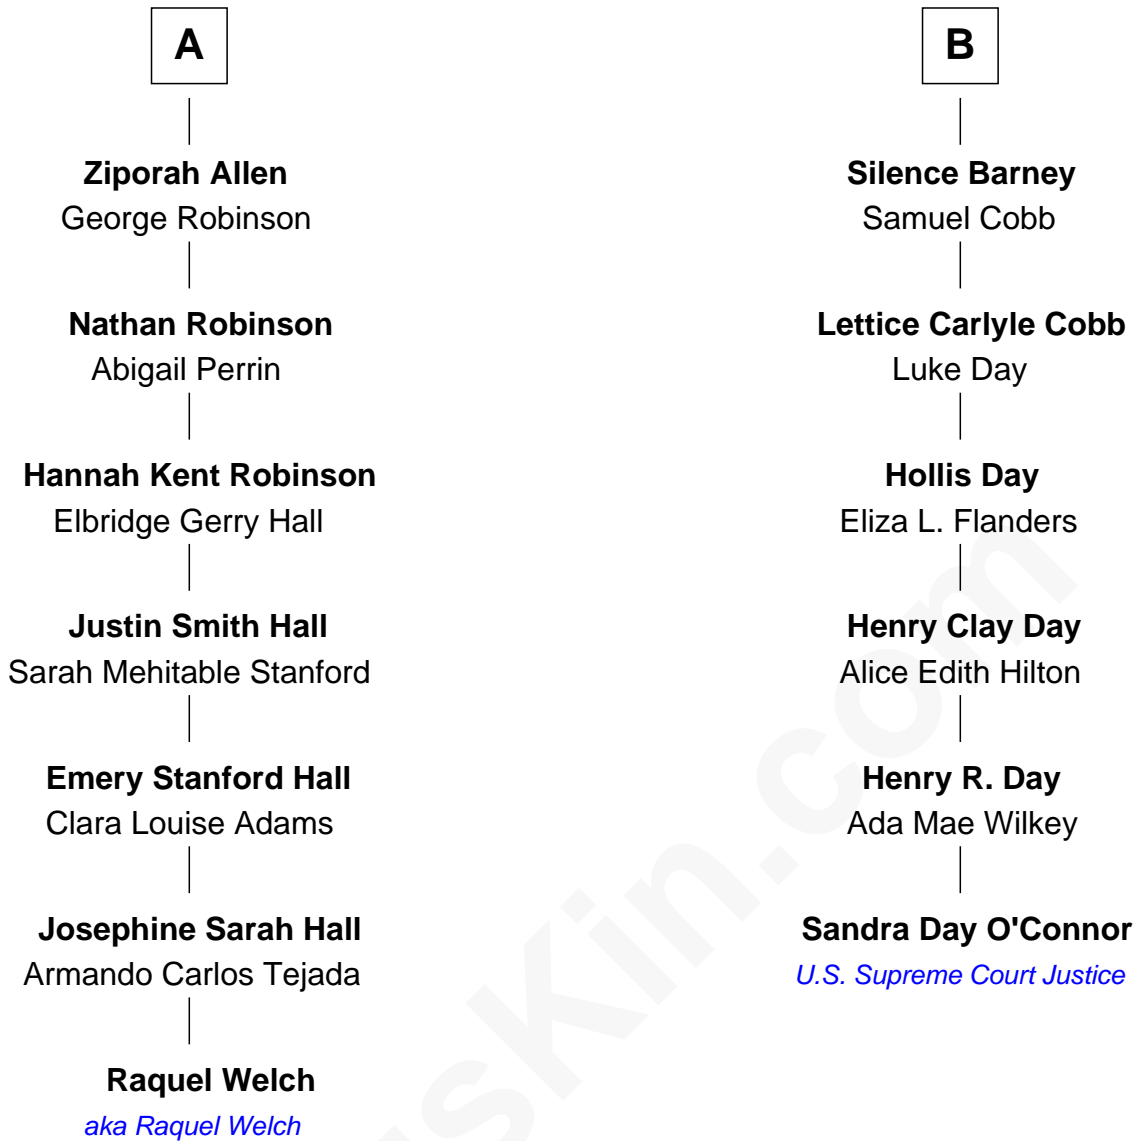 A
Ziporah Allen
George Robinson
Nathan Robinson
Abigail Perrin
Hannah Kent Robinson
Elbridge Gerry Hall
Justin Smith Hall
Sarah Mehitable Stanford
Emery Stanford Hall
Clara Louise Adams
Josephine Sarah Hall
Armando Carlos Tejada
Raquel Welch
aka Raquel Welch
B
Silence Barney
Samuel Cobb
Lettice Carlyle Cobb
Luke Day
Hollis Day
Eliza L. Flanders
Henry Clay Day
Alice Edith Hilton
Henry R. Day
Ada Mae Wilkey
Sandra Day O'Connor
U.S. Supreme Court Justice